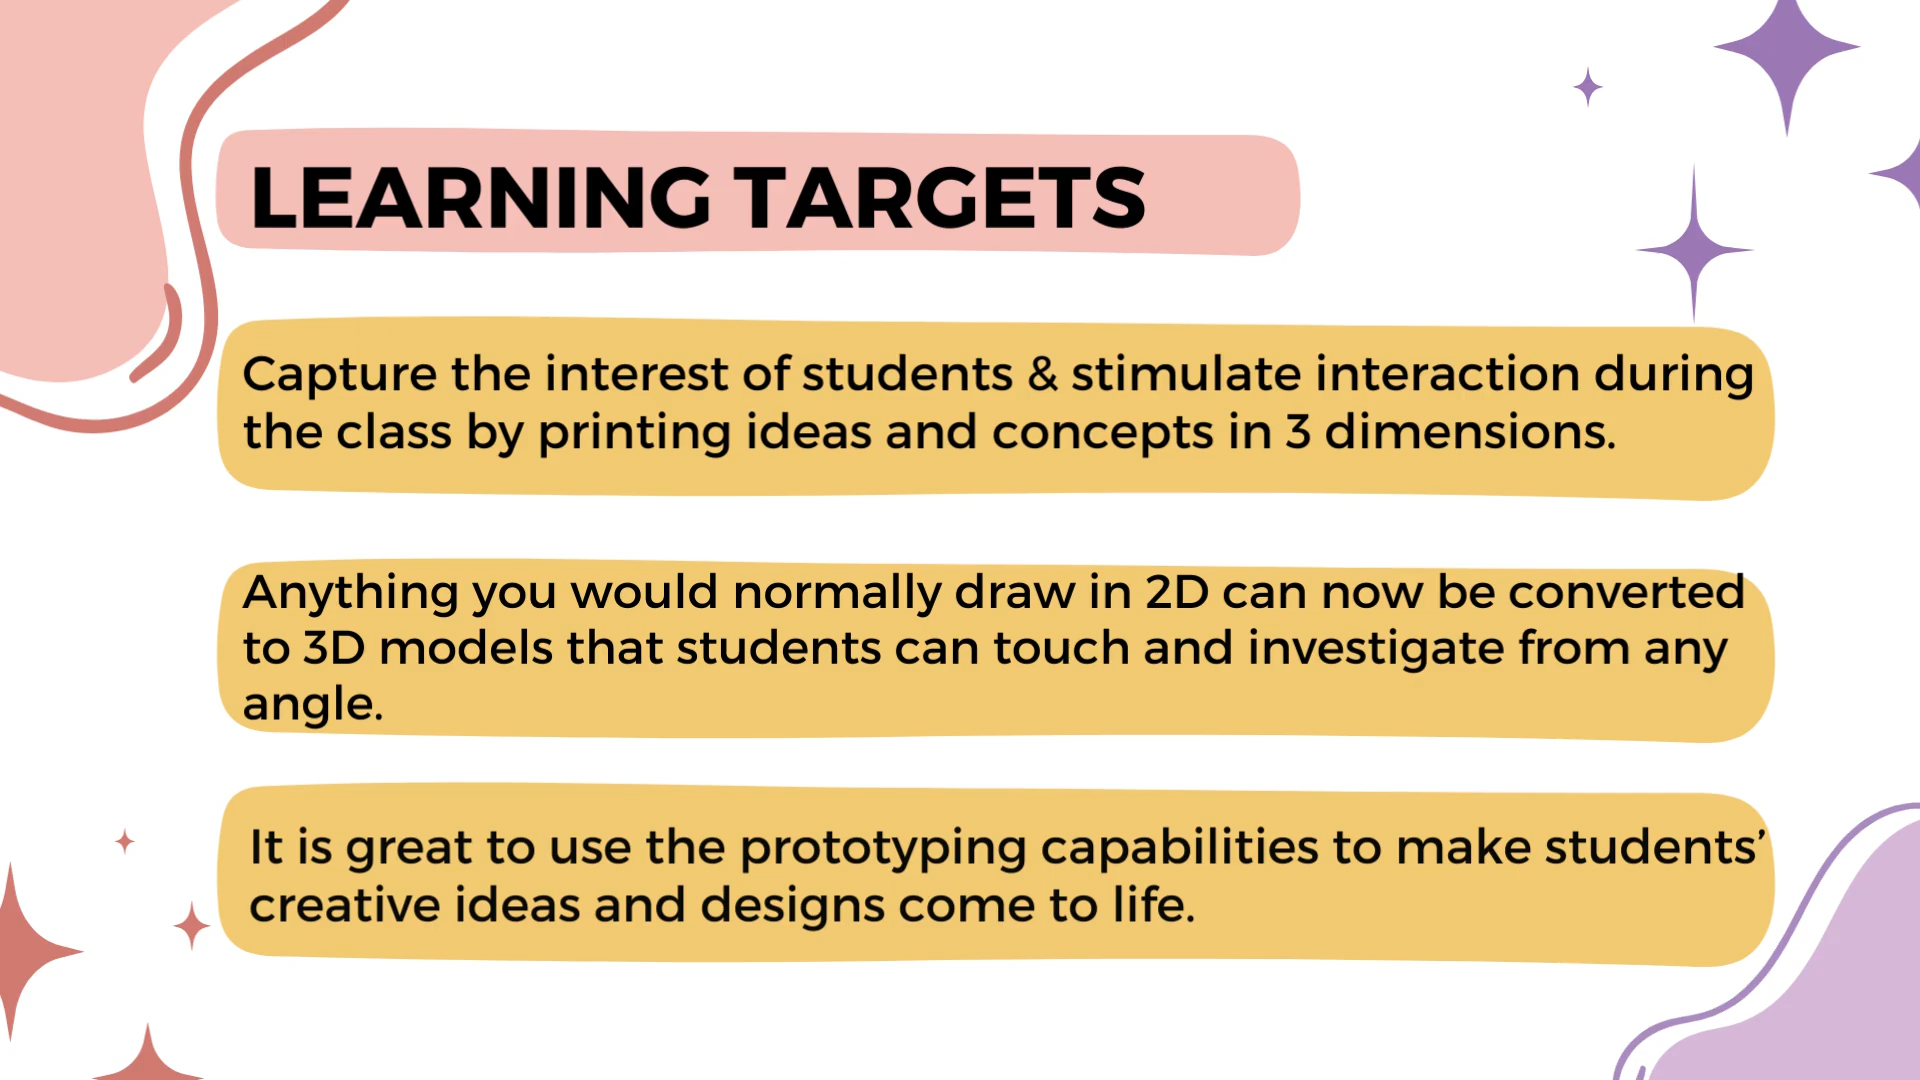 LEARNING TARGETS
Capture the interest of students & stimulate interaction during
the class by printing ideas and concepts in 3 dimensions.
Anything you would normally draw in 2D can now be converted
to 3D models that students can touch and investigate from any
angle.
It is great to use the prototyping capabilities to make students’
creative ideas and designs come to life.